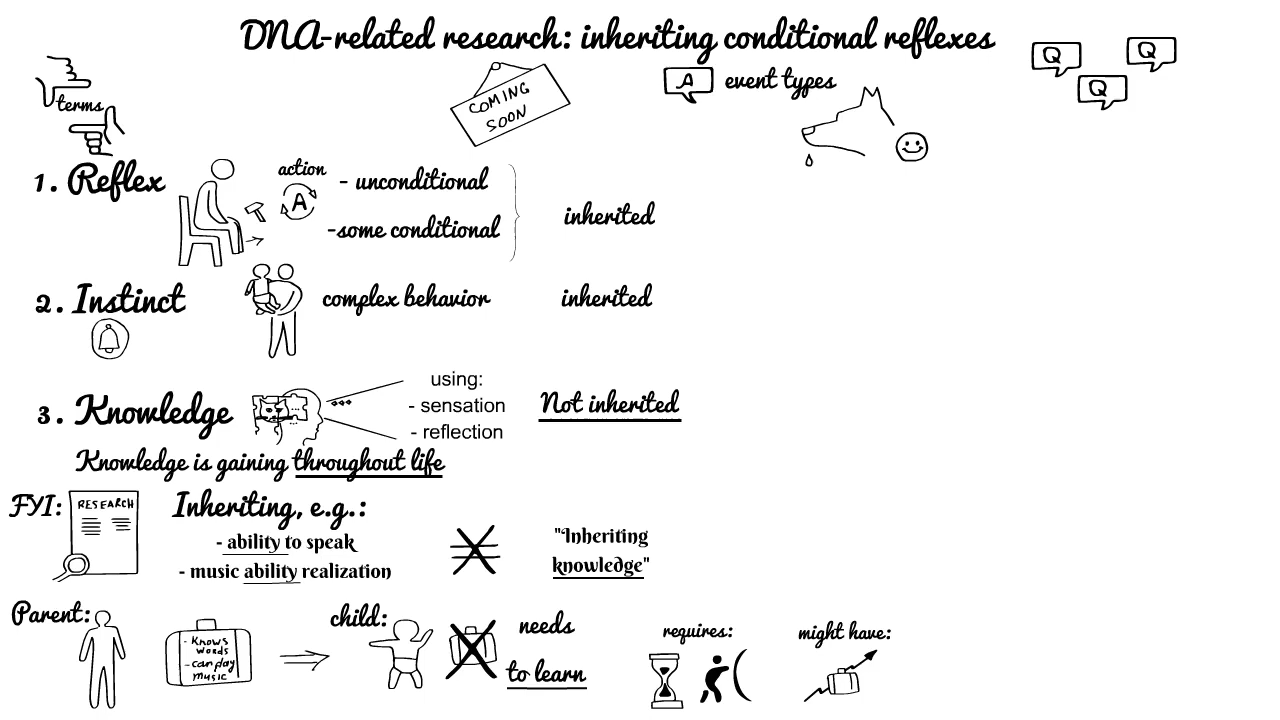 DNA-related research: inheriting conditional reflexes
terms
COMING
SOON
A event types
Q
Q
Q
1. Reflex
action
A
- unconditional
-some conditional
inherited
2. Instinct
complex behavior
inherited
3. Knowledge
using:
- sensation
- reflection
Not inherited
Knowledge is gaining throughout life
FYI:
RESEARCH
Inheriting, e.g.:
- ability to speak
- music ability realization
"Inheriting
knowledge"
Parent:
- knows
words
- can play
music
child:
needs
to learn
requires:
might have: